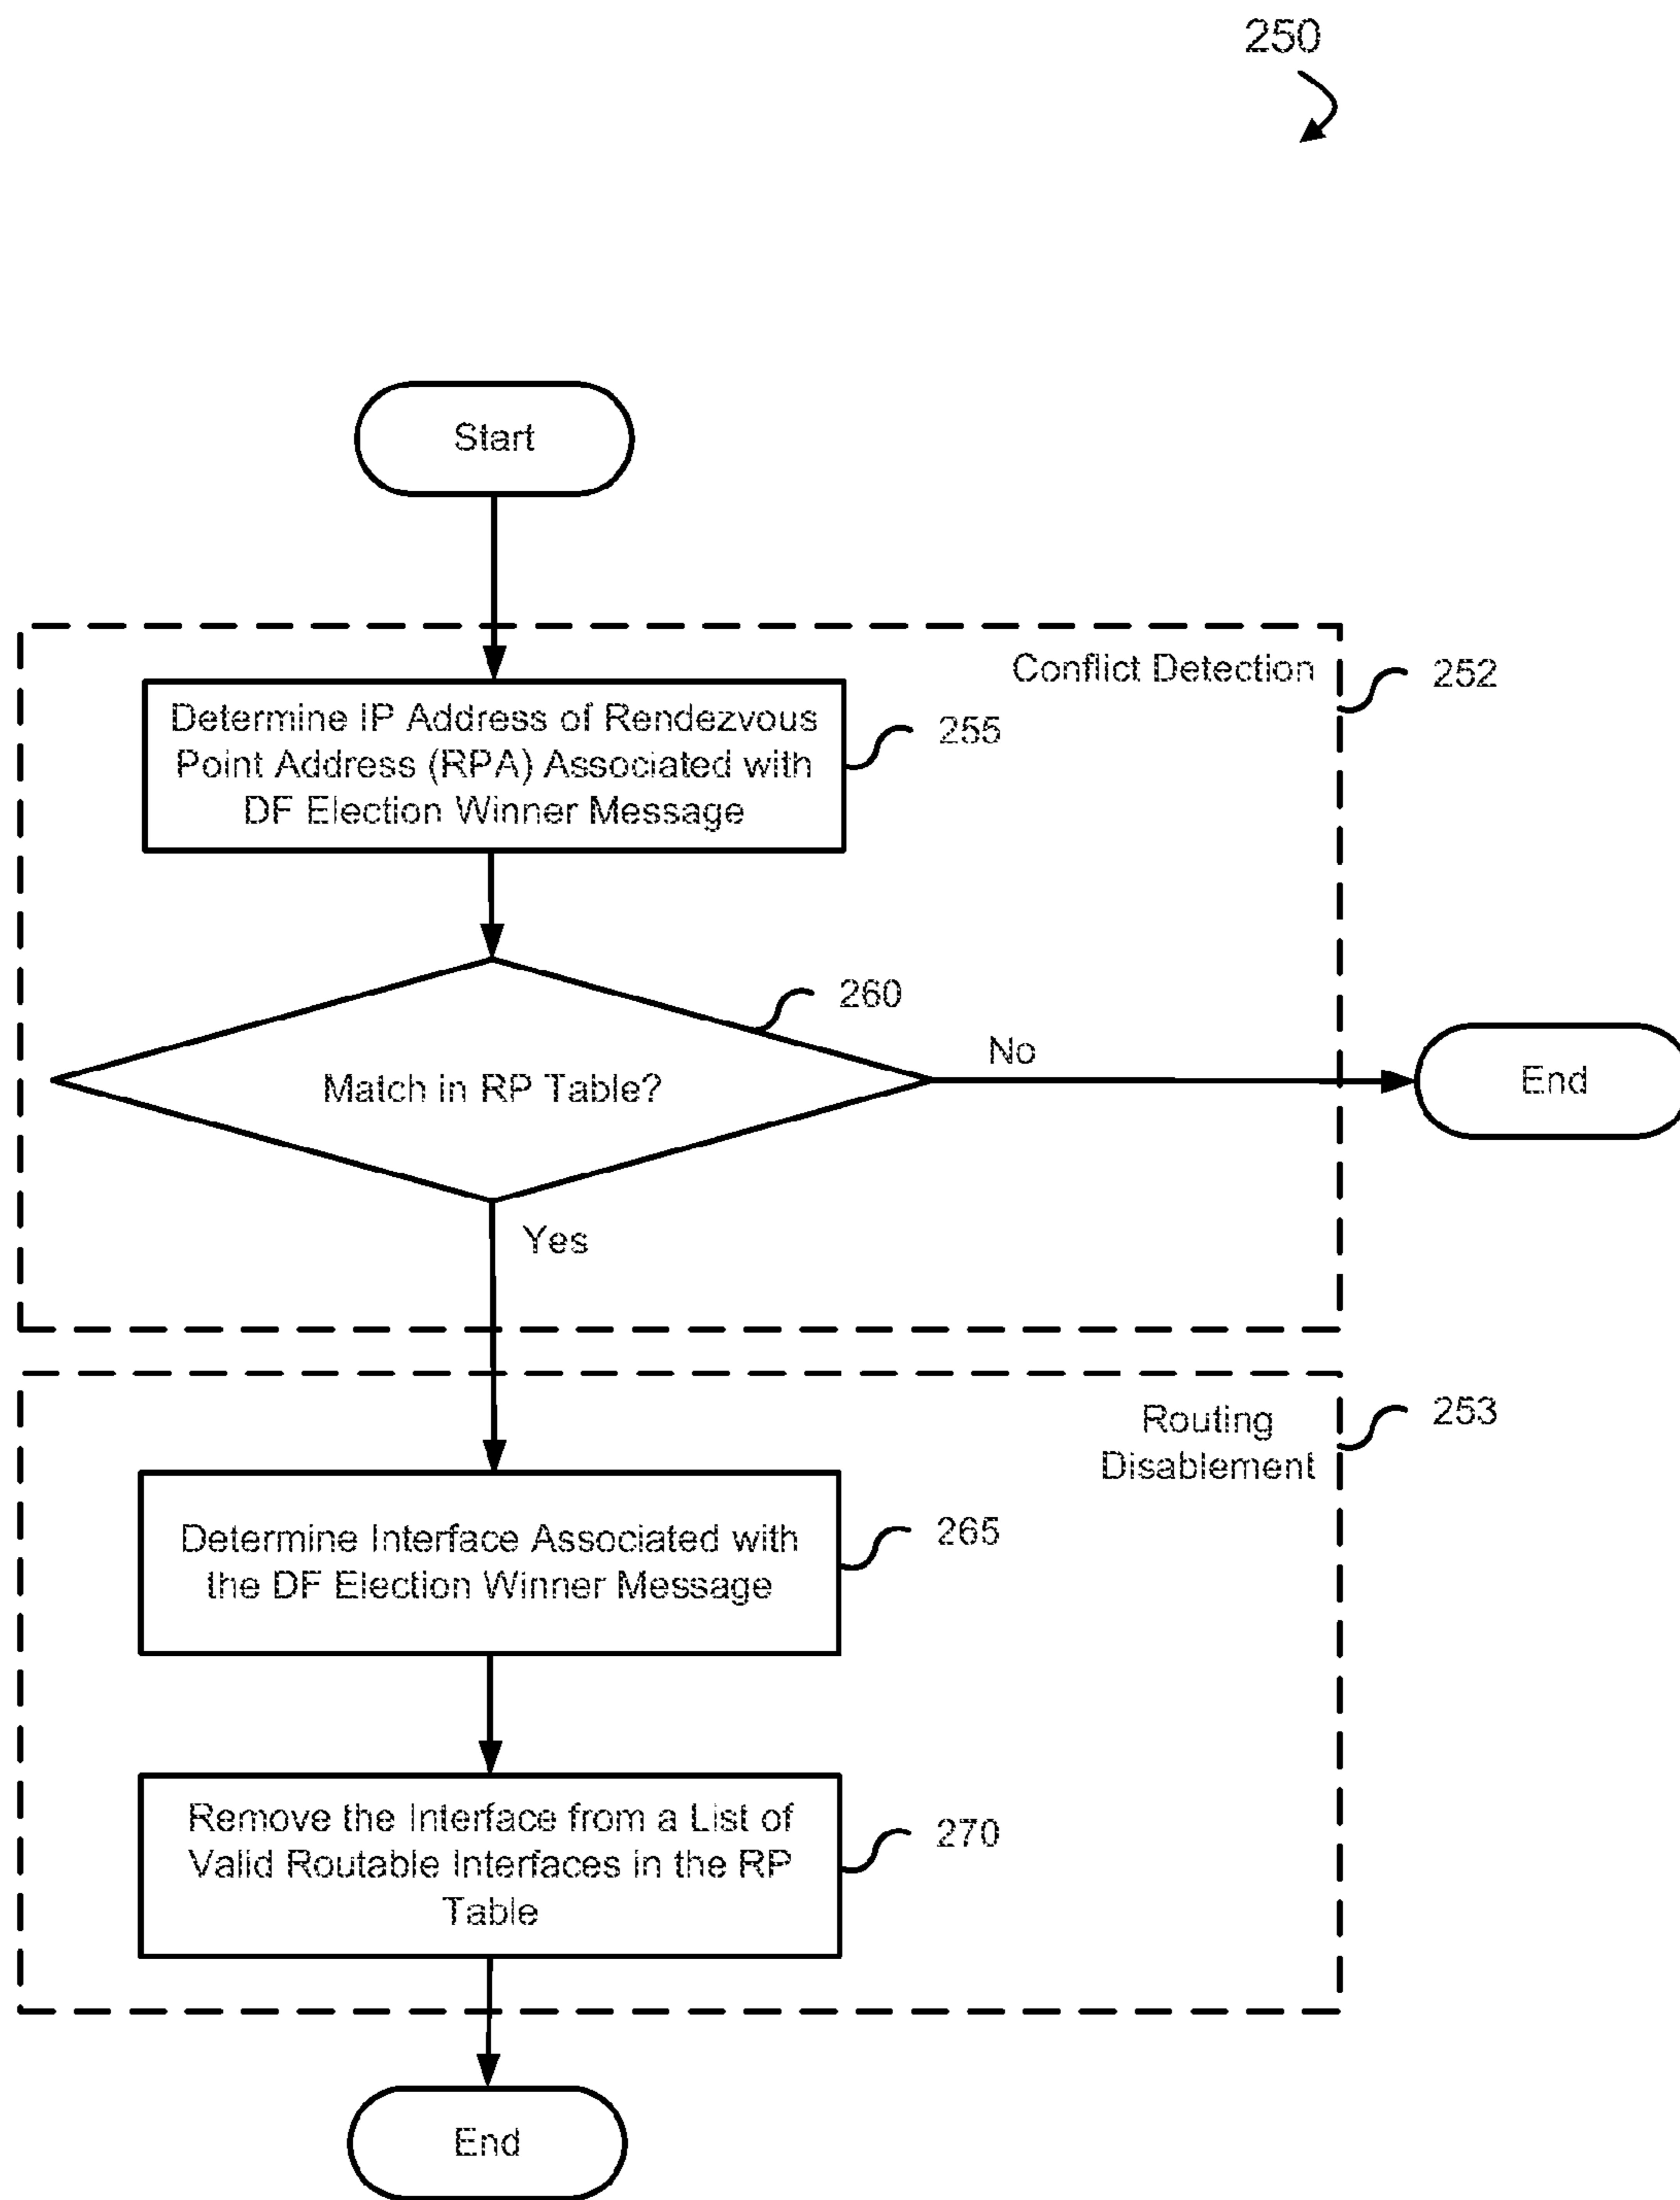 250
Start
Conflict Detection
252
Determine IP Address of Rendezvous
Point Address (RPA) Associated with
DF Election Winner Message
255
260
Match in RP Table?
No
End
Yes
Routing
Disablement
253
Determine Interface Associated with
the DF Election Winner Message
265
Remove the Interface from a List of
Valid Routable Interfaces in the RP
Table
270
End